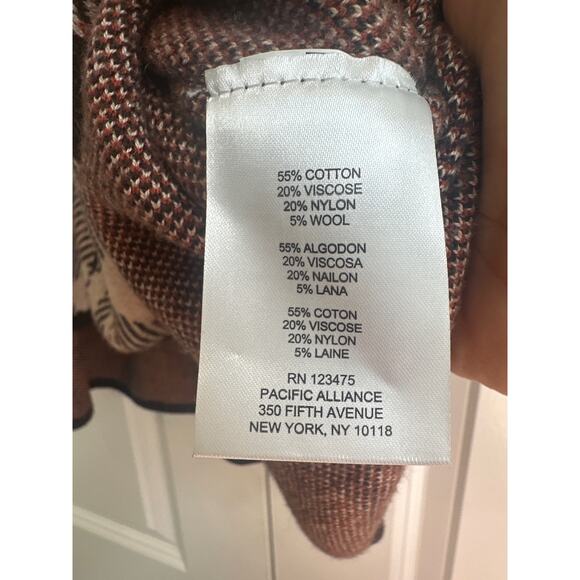 55% COTTON
20% VISCOSE
20% NYLON
5% WOOL
55% ALGODON
20% VISCOSA
20% NAILON
5% LANA
55% COTON
20% VISCOSE
20% NYLON
5% LAINE
RN 123475
PACIFIC ALLIANCE
350 FIFTH AVENUE
NEW YORK, NY 10118